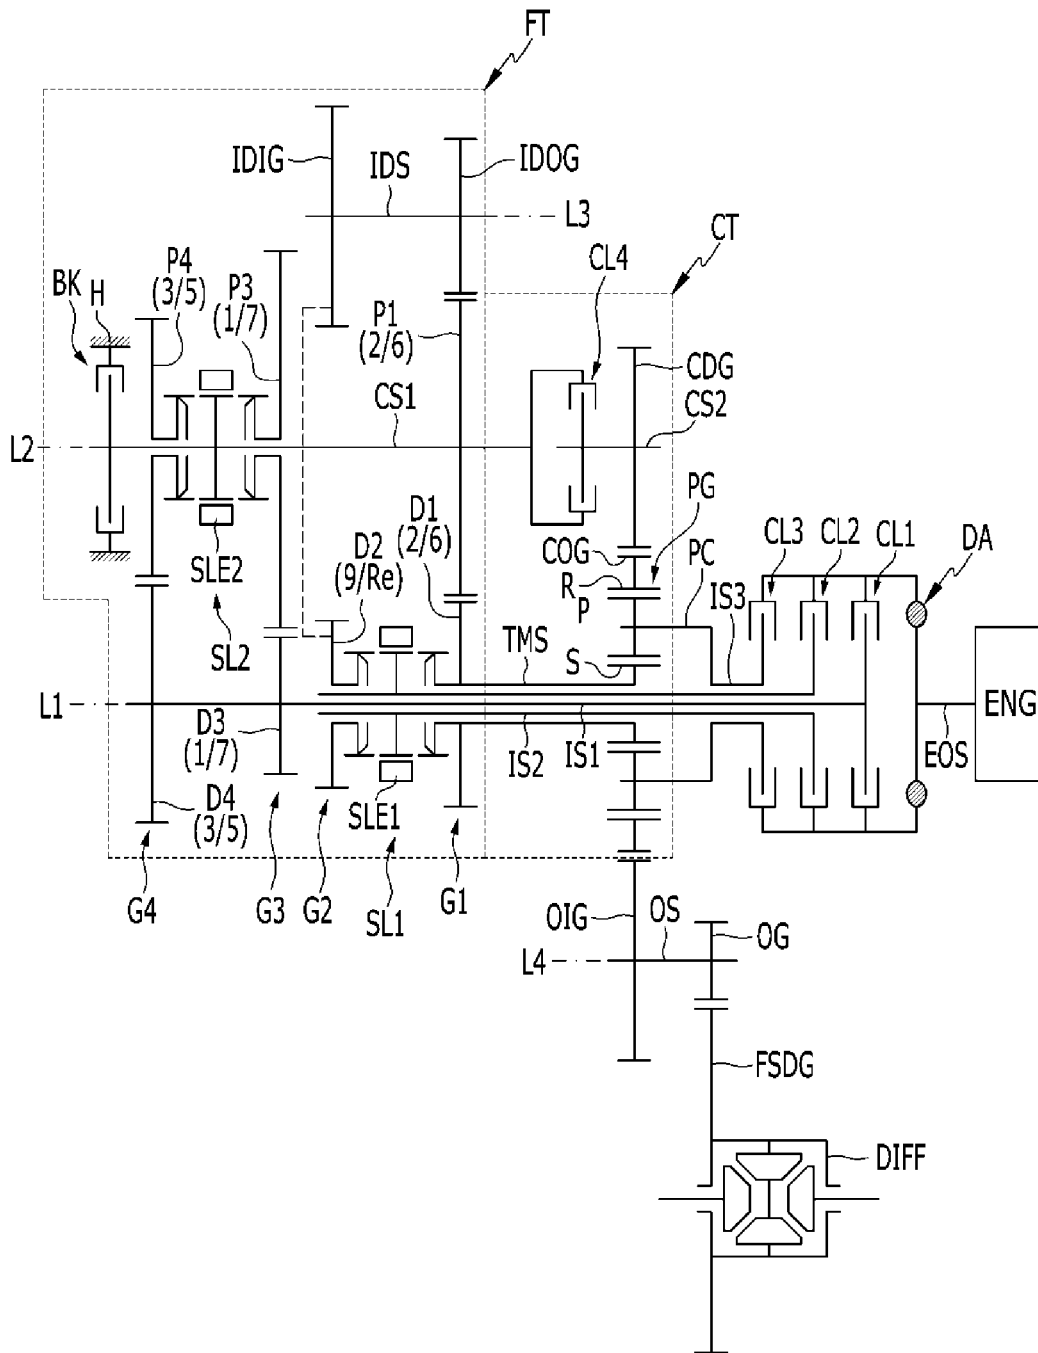 FT
IDIG
IDS
IDOG
L3
CT
P4
(3/5)
P3
(1/7)
BK
H
CL4
P1
(2/6)
CDG
CS1
CS2
L2
PG
D1
(2/6)
D2
(9/Re)
COG
PC
CL3
CL2
CL1
DA
SLE2
R
P
IS3
SL2
TMS
S
L1
ENG
D3
(1/7)
IS2
IS1
EOS
D4
(3/5)
SLE1
G4
G3
G2
SL1
G1
OIG
OS
OG
L4
FSDG
DIFF